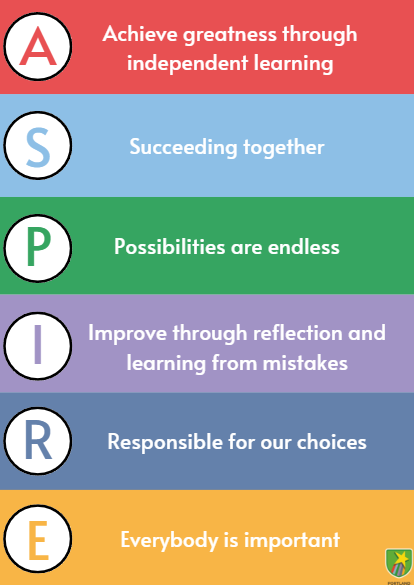 A
Achieve greatness through
independent learning
S
Succeeding together
P
Possibilities are endless
I
Improve through reflection and
learning from mistakes
R
Responsible for our choices
E
Everybody is important
PORTLAND